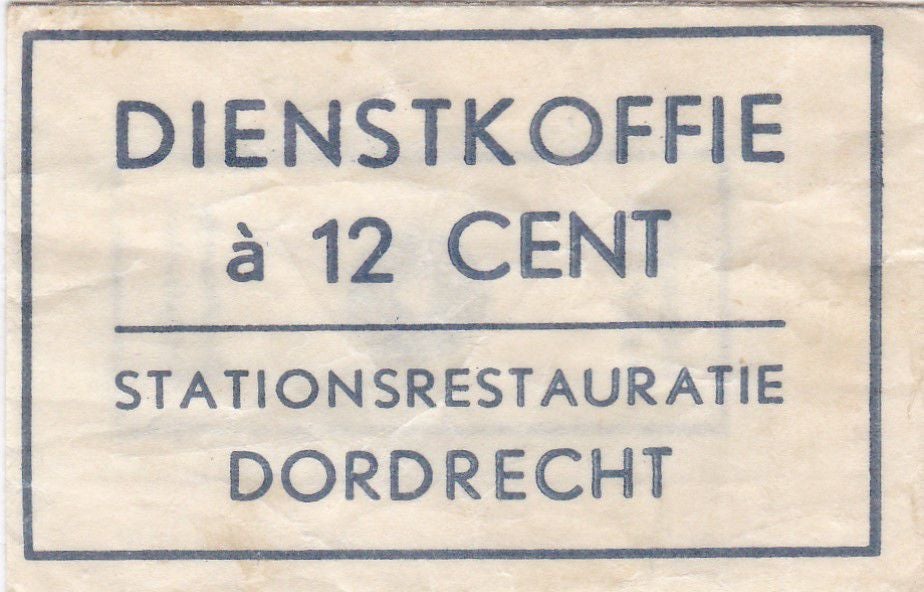 DIENSTKOFFIE
à 12 CENT
STATIONSRESTAURATIE
DORDRECHT